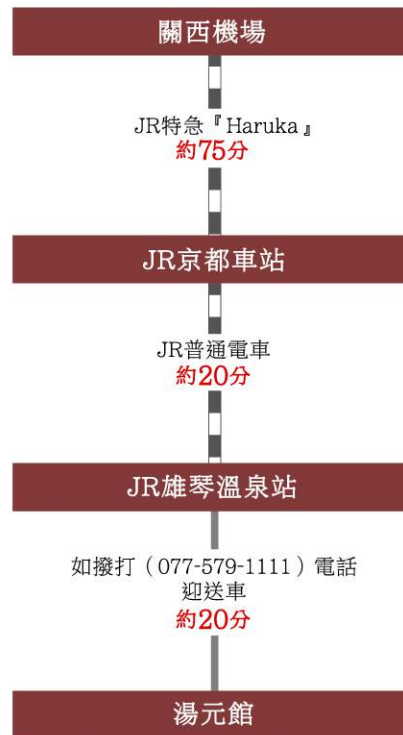 關西機場
JR特急『Haruka』
約75分
JR京都車站
JR普通電車
約20分
JR雄琴溫泉站
如撥打（077-579-1111）電話
迎送車
約20分
湯元館